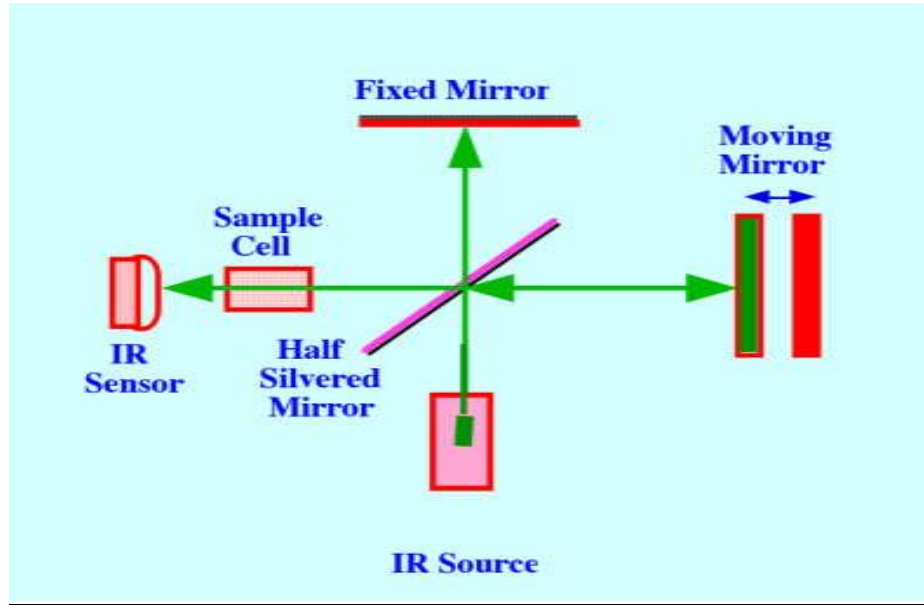 Fixed Mirror
Moving
Mirror
Sample
Cell
IR
Sensor
Half
Silvered
Mirror
IR Source